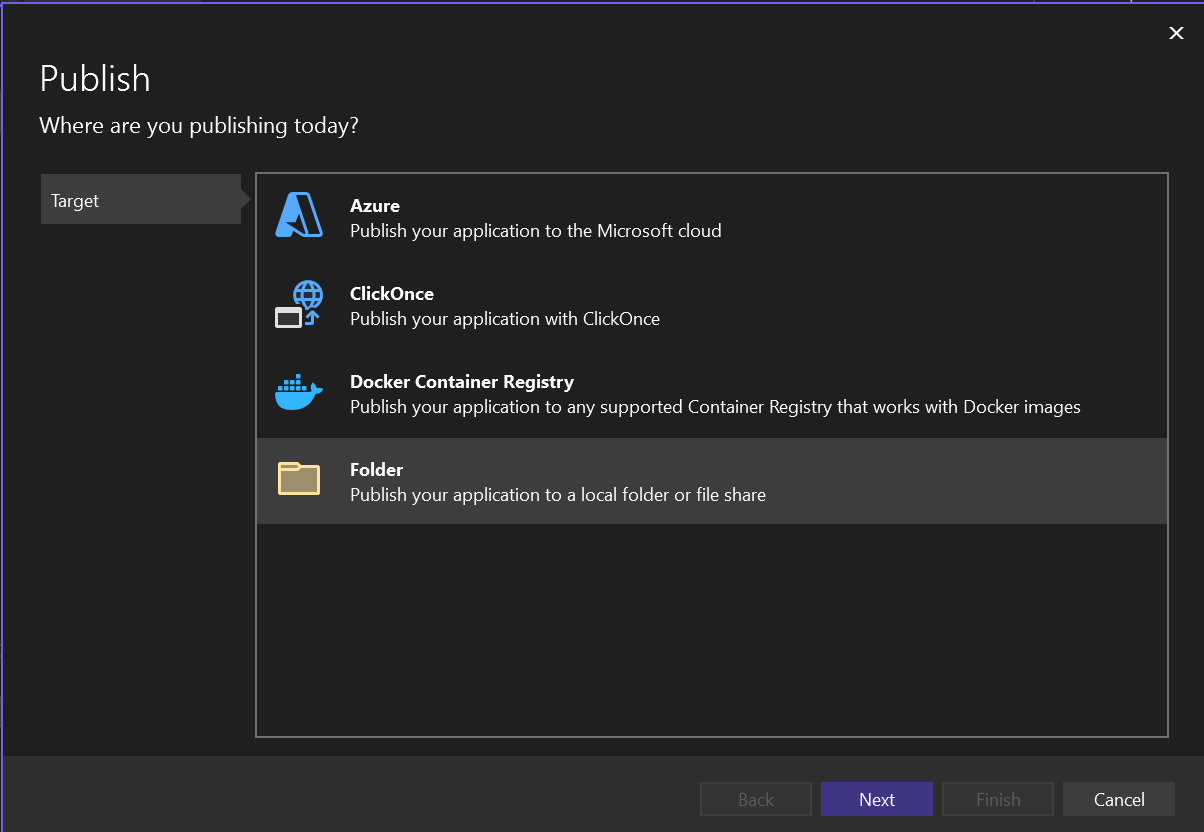 Publish
Where are you publishing today?
Target
Azure
Publish your application to the Microsoft cloud
ClickOnce
Publish your application with ClickOnce
Docker Container Registry
Publish your application to any supported Container Registry that works with Docker images
Folder
Publish your application to a local folder or file share
Back
Next
Finish
Cancel